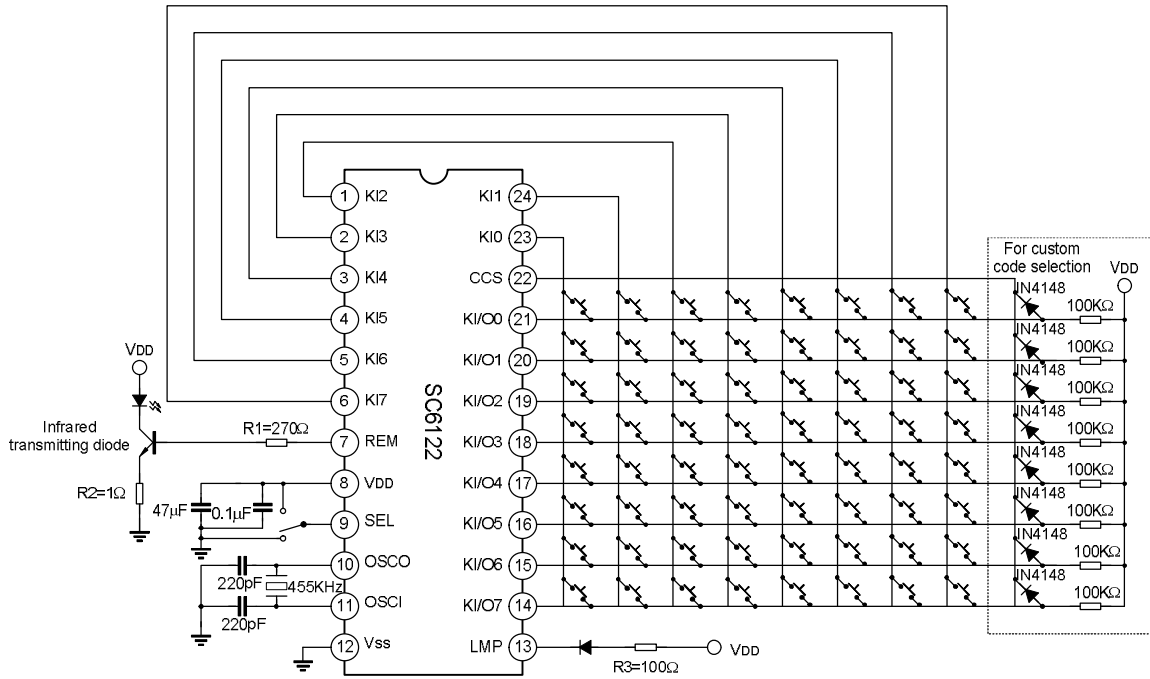 For custom
code selection
VDD
1 KI2
KI1 24
2 KI3
KI0 23
3 KI4
CCS 22
4 KI5
KI/O0 21
5 KI6
KI/O1 20
6 KI7
KI/O2 19
7 REM
KI/O3 18
8 VDD
KI/O4 17
9 SEL
KI/O5 16
10 OSCO
KI/O6 15
11 OSCI
KI/O7 14
12 Vss
LMP 13
SC6122
VDD
Infrared
transmitting diode
R1=270Ω
R2=1Ω
47μF
0.1μF
220pF
455KHz
220pF
R3=100Ω
VDD
IN4148
100KΩ
IN4148
100KΩ
IN4148
100KΩ
IN4148
100KΩ
IN4148
100KΩ
IN4148
100KΩ
IN4148
100KΩ
IN4148
100KΩ